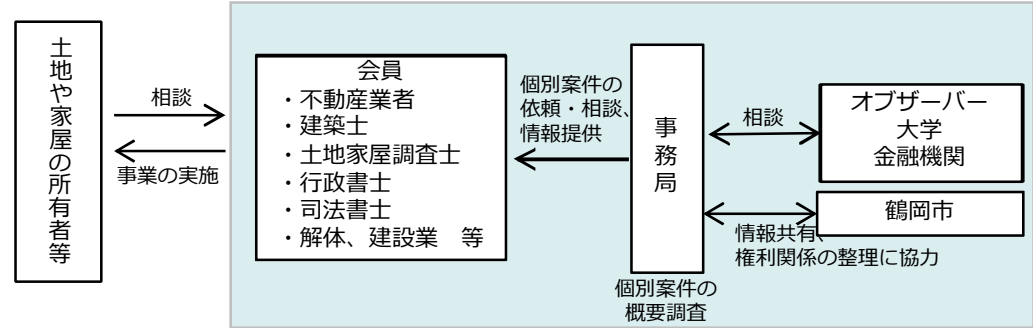 土地や家屋の所有者等
相談
事業の実施
会員
・不動産業者
・建築士
・土地家屋調査士
・行政書士
・司法書士
・解体、建設業　等
個別案件の
依頼・相談、
情報提供
事務局
個別案件の
概要調査
相談
オブザーバー
大学
金融機関
鶴岡市
情報共有、
権利関係の整理に協力